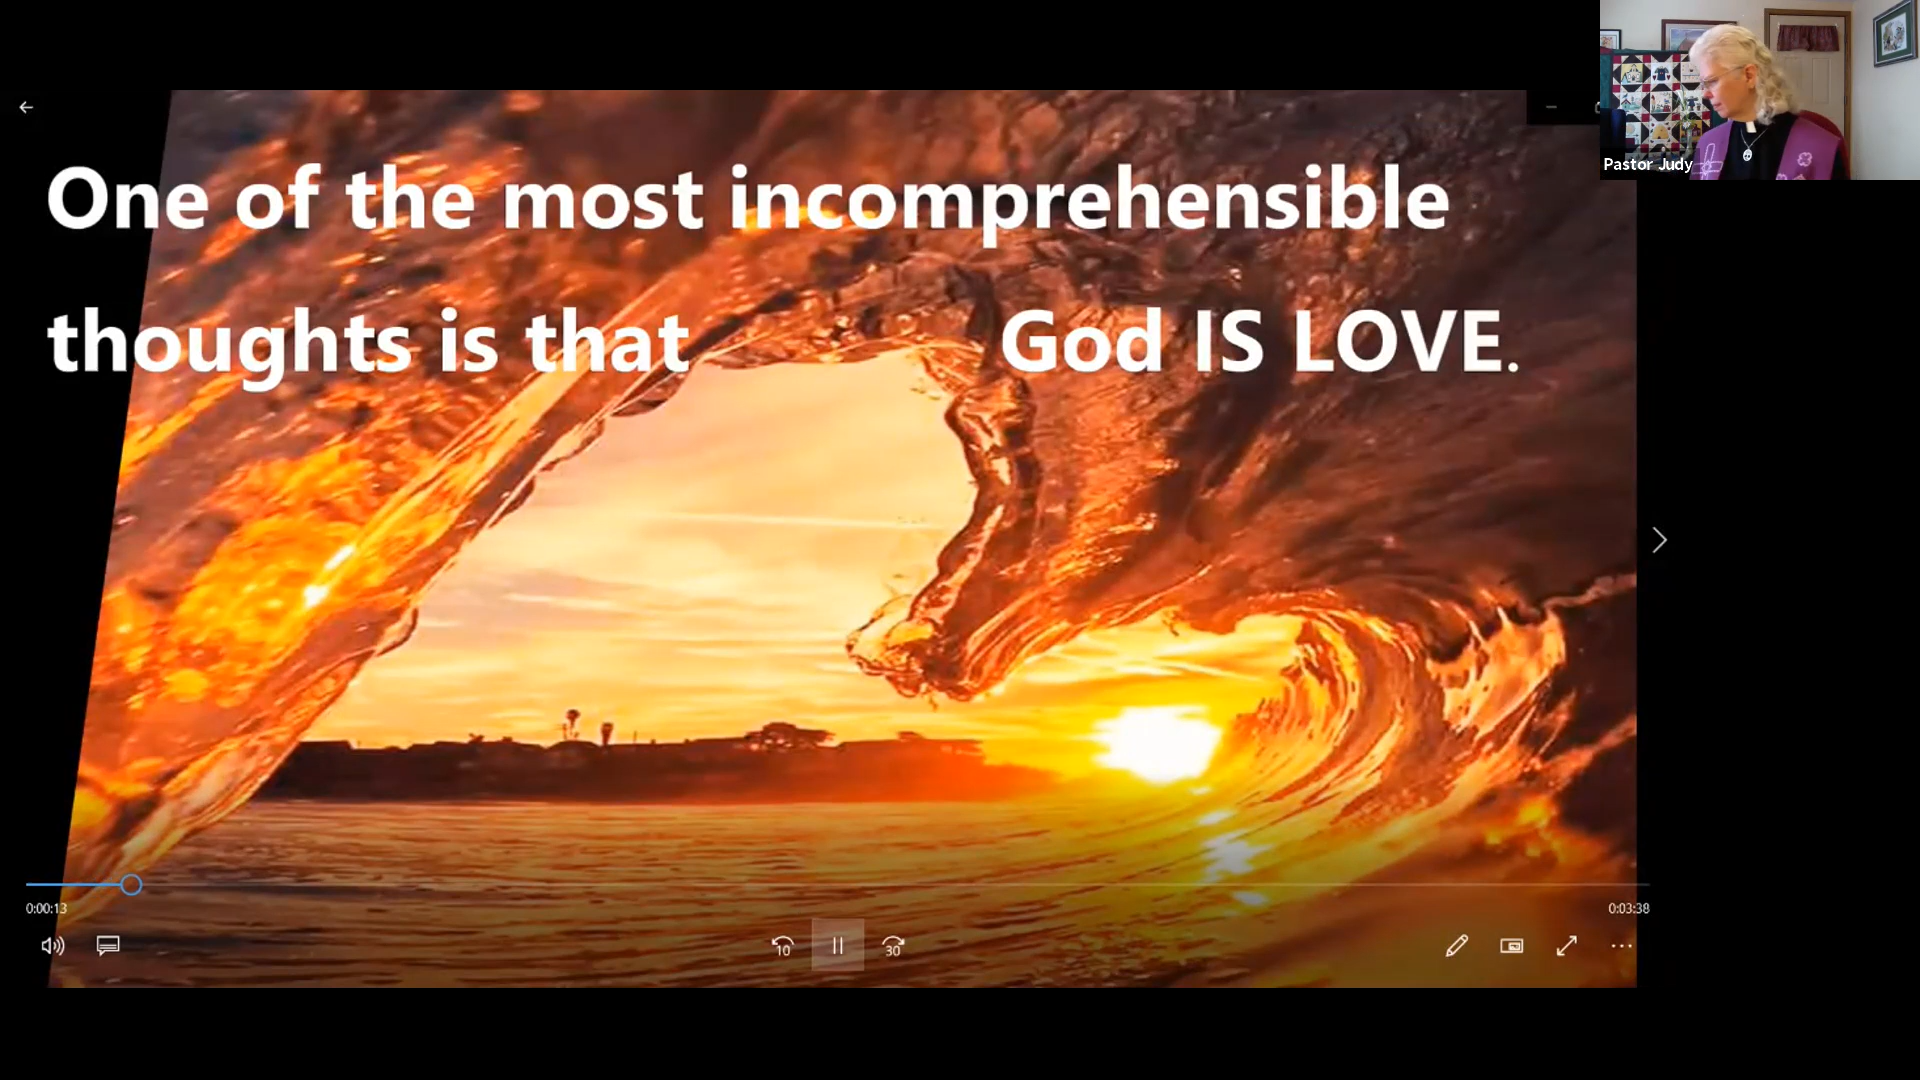 One of the most incomprehensible
thoughts is that God IS LOVE.
Pastor Judy
0:00:13
0:03:38
10
30